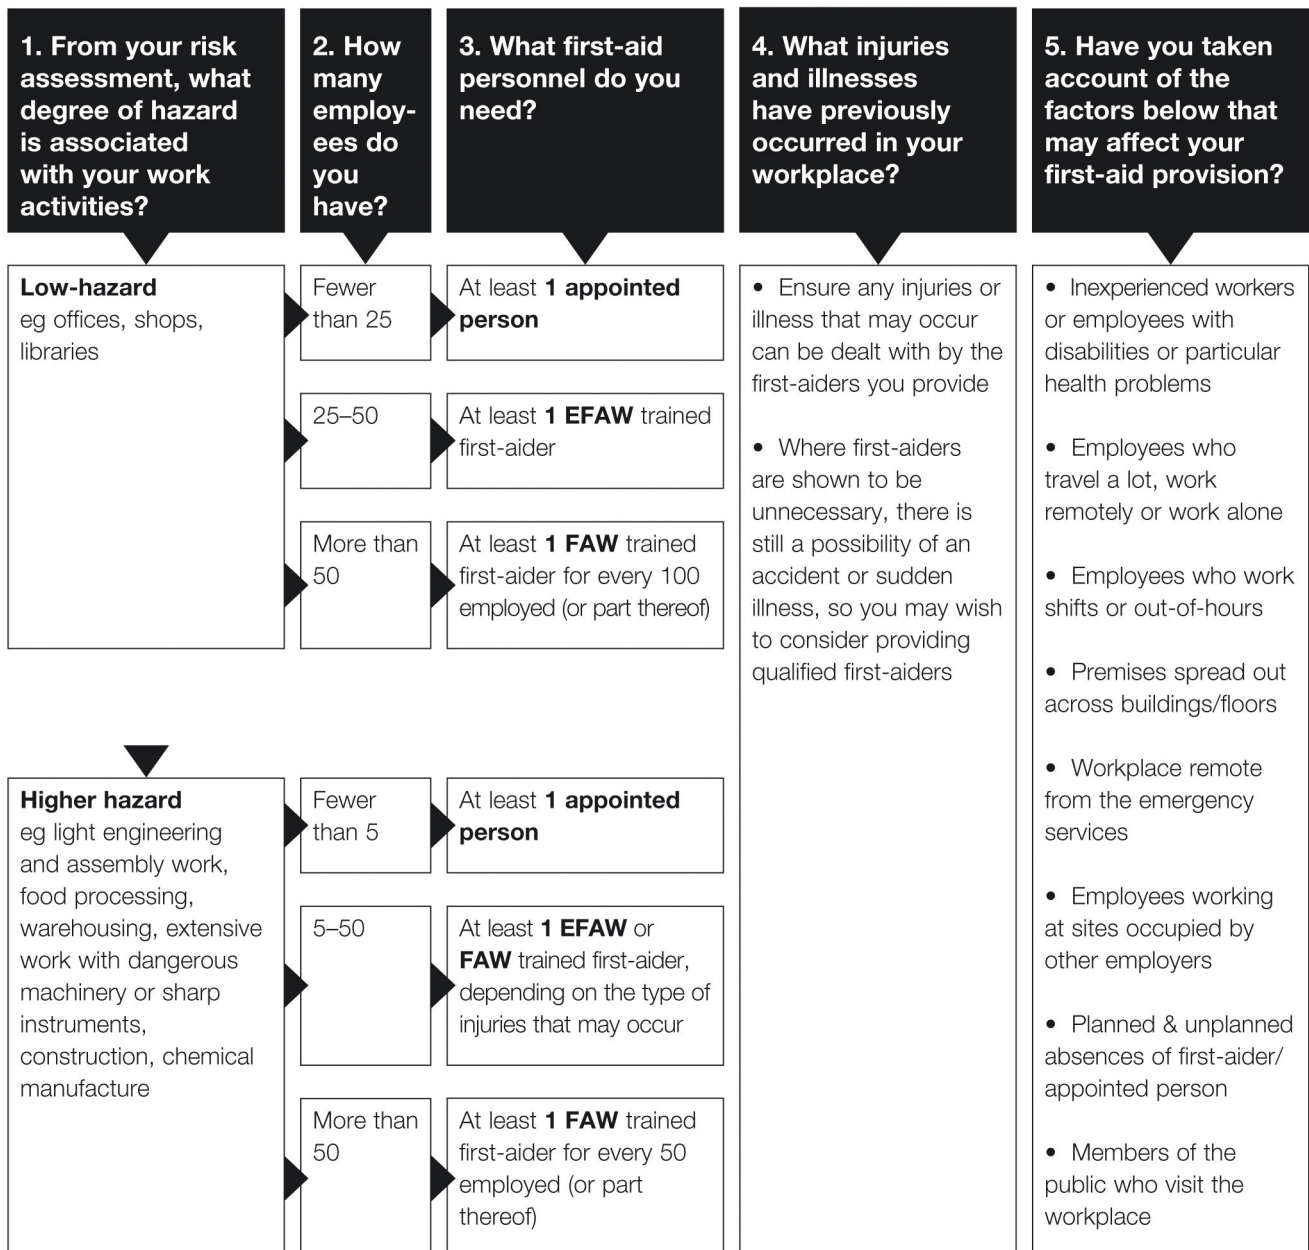 1. From your risk
assessment, what
degree of hazard
is associated
with your work
activities?
2. How
many
employ-
ees do
you
have?
3. What first-aid
personnel do you
need?
4. What injuries
and illnesses
have previously
occurred in your
workplace?
5. Have you taken
account of the
factors below that
may affect your
first-aid provision?
Low-hazard
eg offices, shops,
libraries
Fewer
than 25
At least 1 appointed
person
25–50
At least 1 EFAW trained
first-aider
More than
50
At least 1 FAW trained
first-aider for every 100
employed (or part thereof)
Higher hazard
eg light engineering
and assembly work,
food processing,
warehousing, extensive
work with dangerous
machinery or sharp
instruments,
construction, chemical
manufacture
Fewer
than 5
At least 1 appointed
person
5–50
At least 1 EFAW or
FAW trained first-aider,
depending on the type of
injuries that may occur
More than
50
At least 1 FAW trained
first-aider for every 50
employed (or part
thereof)
• Ensure any injuries or
illness that may occur
can be dealt with by the
first-aiders you provide
• Where first-aiders
are shown to be
unnecessary, there is
still a possibility of an
accident or sudden
illness, so you may wish
to consider providing
qualified first-aiders
• Inexperienced workers
or employees with
disabilities or particular
health problems
• Employees who
travel a lot, work
remotely or work alone
• Employees who work
shifts or out-of-hours
• Premises spread out
across buildings/floors
• Workplace remote
from the emergency
services
• Employees working
at sites occupied by
other employers
• Planned & unplanned
absences of first-aider/
appointed person
• Members of the
public who visit the
workplace